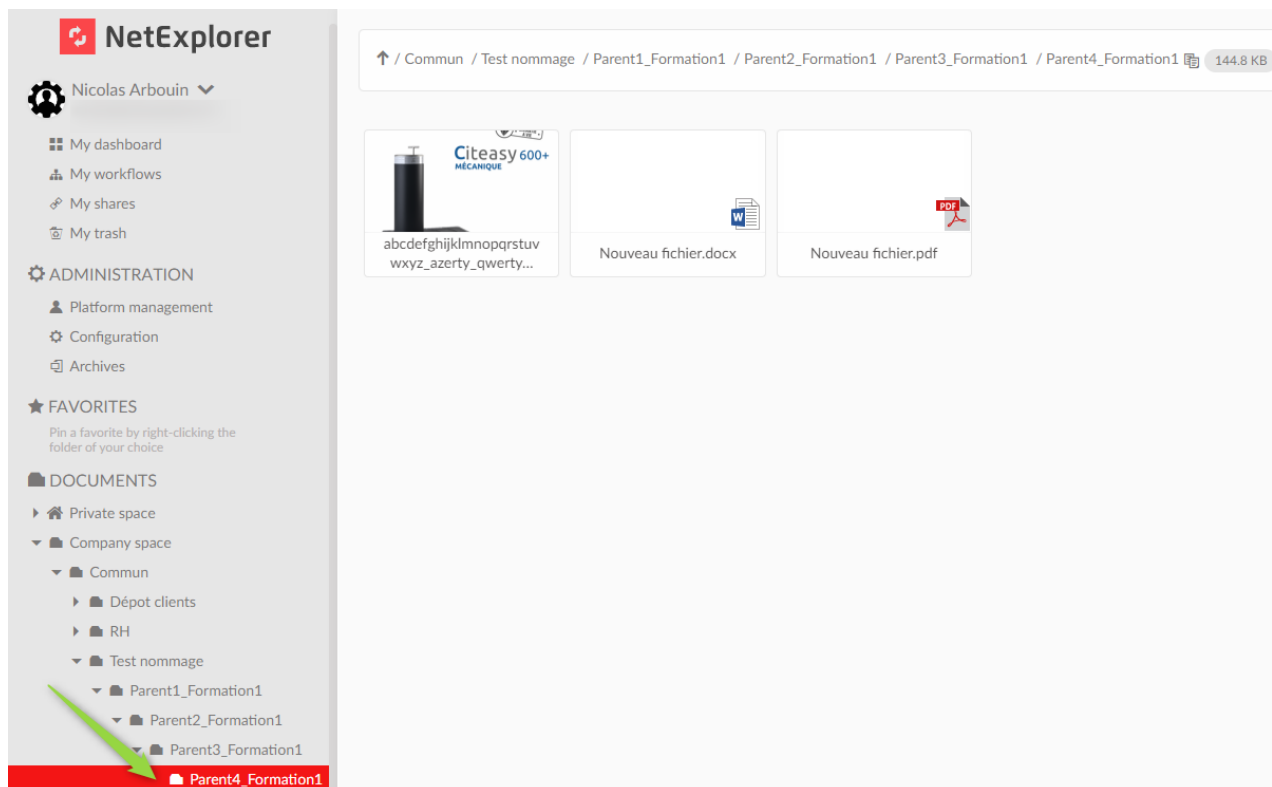 NetExplorer
Nicolas Arbouin
My dashboard
My workflows
My shares
My trash
ADMINISTRATION
Platform management
Configuration
Archives
FAVORITES
Pin a favorite by right-clicking the
folder of your choice
DOCUMENTS
Private space
Company space
Commun
Dépot clients
RH
Test nommage
Parent1_Formation1
Parent2_Formation1
Parent3_Formation1
Parent4_Formation1
/ Commun / Test nommage / Parent1_Formation1 / Parent2_Formation1 / Parent3_Formation1 / Parent4_Formation1 144.8 KB
Citeasy 600+
MÉCANIQUE
abcdefghijklmnopqrstuv
wxyz_azerty_qwerty...
W
Nouveau fichier.docx
PDF
Nouveau fichier.pdf